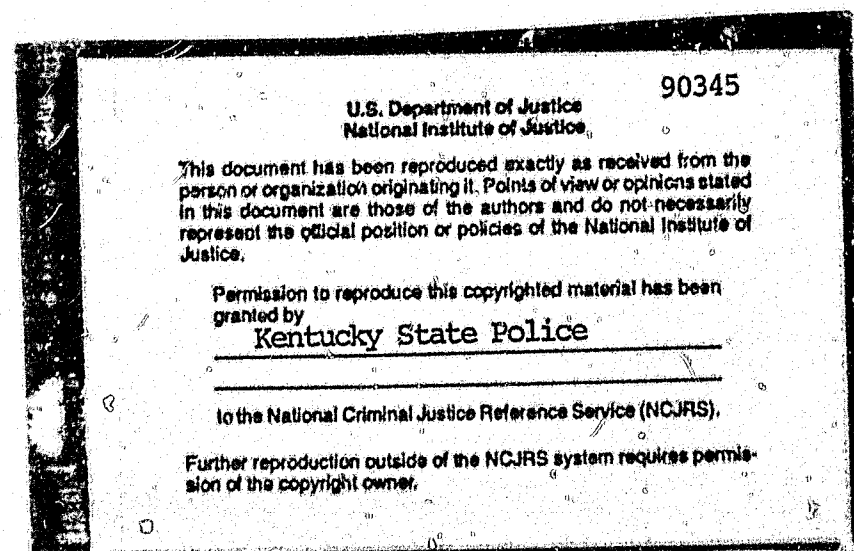 90345
U.S. Department of Justice
National Institute of Justice
This document has been reproduced exactly as received from the
person or organization originating it. Points of view or opinions stated
in this document are those of the authors and do not necessarily
represent the official position or policies of the National Institute of
Justice.
Permission to reproduce this copyrighted material has been
granted by
Kentucky State Police
to the National Criminal Justice Reference Service (NCJRS).
Further reproduction outside of the NCJRS system requires permis-
sion of the copyright owner.